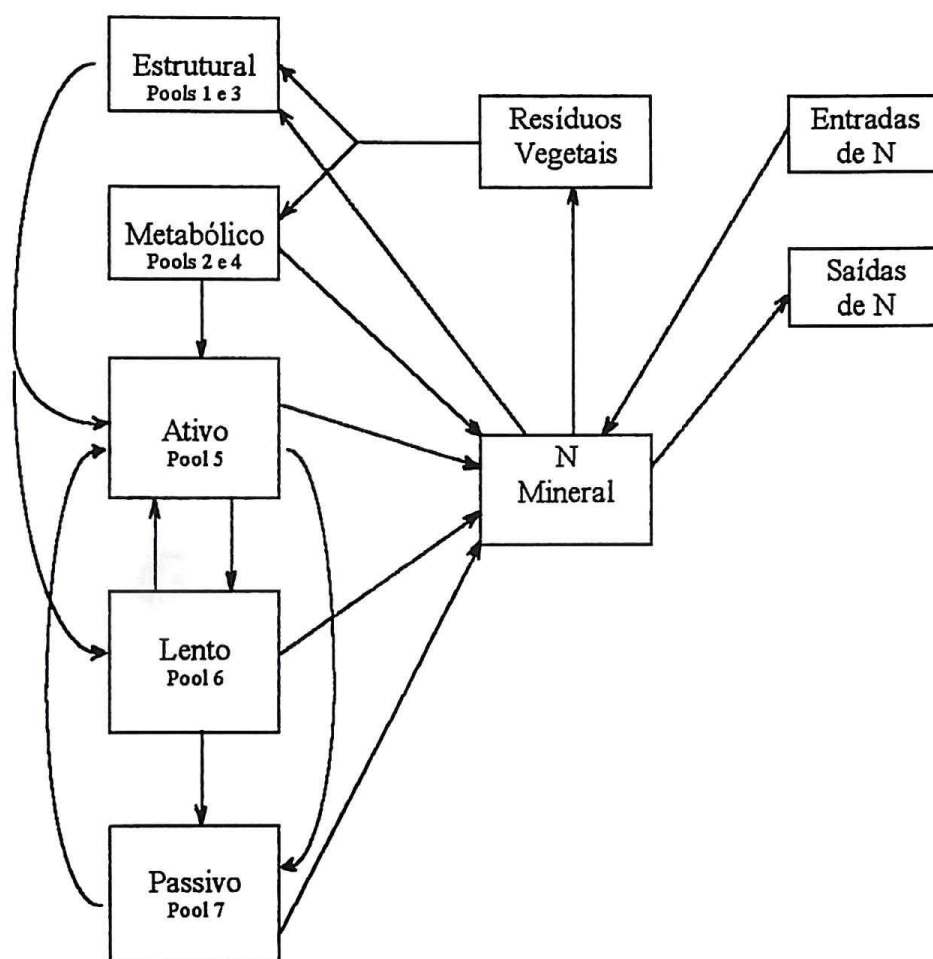 Estrutural
Pools 1 e 3
Resíduos
Vegetais
Entradas
de N
Metabólico
Pools 2 e 4
Saídas
de N
Ativo
Pool 5
N
Mineral
Lento
Pool 6
Passivo
Pool 7